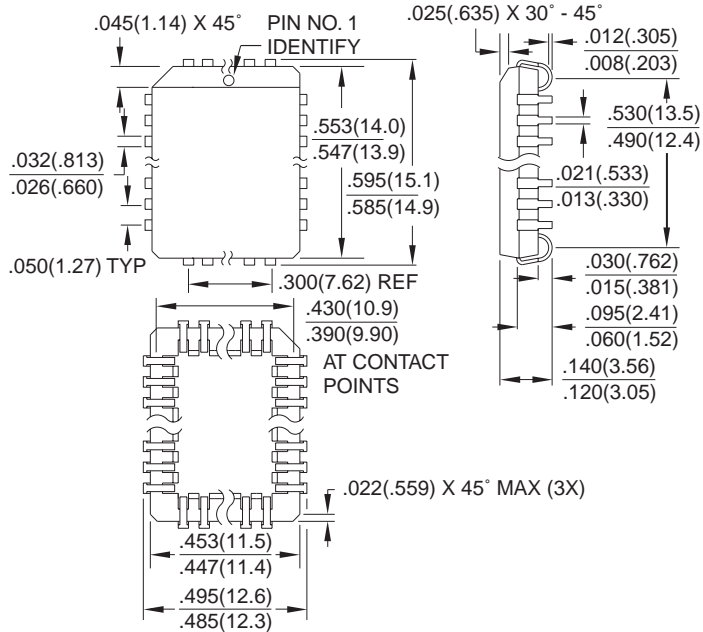 .045(1.14) X 45˚
PIN NO. 1
IDENTIFY
.025(.635) X 30˚ - 45˚
.012(.305)
.008(.203)
.553(14.0)
.547(13.9)
.595(15.1)
.585(14.9)
.032(.813)
.026(.660)
.050(1.27) TYP
.530(13.5)
.490(12.4)
.021(.533)
.013(.330)
.300(7.62) REF
.430(10.9)
.390(9.90)
AT CONTACT
POINTS
.030(.762)
.015(.381)
.095(2.41)
.060(1.52)
.140(3.56)
.120(3.05)
.022(.559) X 45˚ MAX (3X)
.453(11.5)
.447(11.4)
.495(12.6)
.485(12.3)